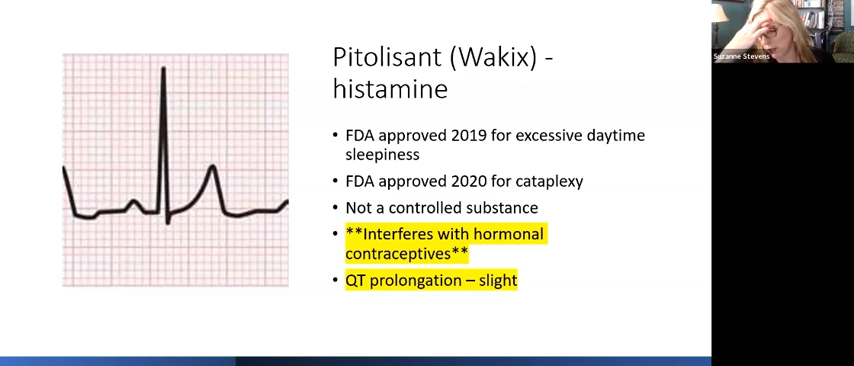 Pitolisant (Wakix) -
histamine
• FDA approved 2019 for excessive daytime
sleepiness
• FDA approved 2020 for cataplexy
• Not a controlled substance
• **Interferes with hormonal
contraceptives**
• QT prolongation – slight
Suzanne Stevens